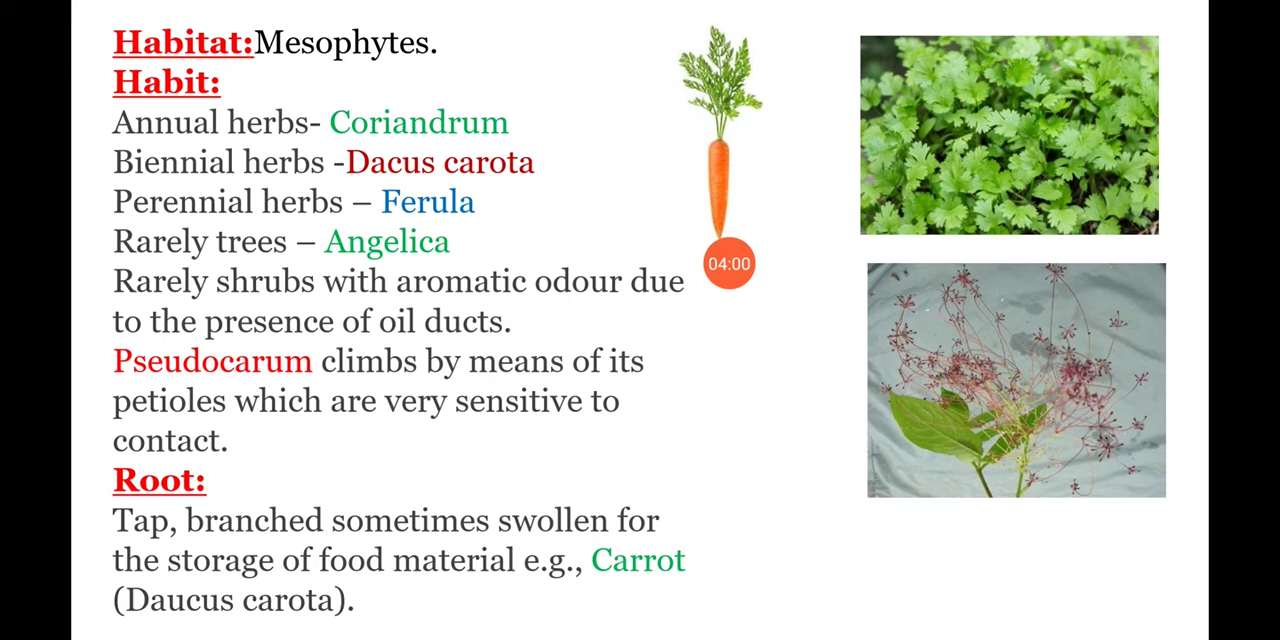 Habitat:Mesophytes.
Habit:
Annual herbs- Coriandrum
Biennial herbs -Dacus carota
Perennial herbs – Ferula
Rarely trees – Angelica
Rarely shrubs with aromatic odour due
to the presence of oil ducts.
Pseudocarum climbs by means of its
petioles which are very sensitive to
contact.
Root:
Tap, branched sometimes swollen for
the storage of food material e.g., Carrot
(Daucus carota).
04:00